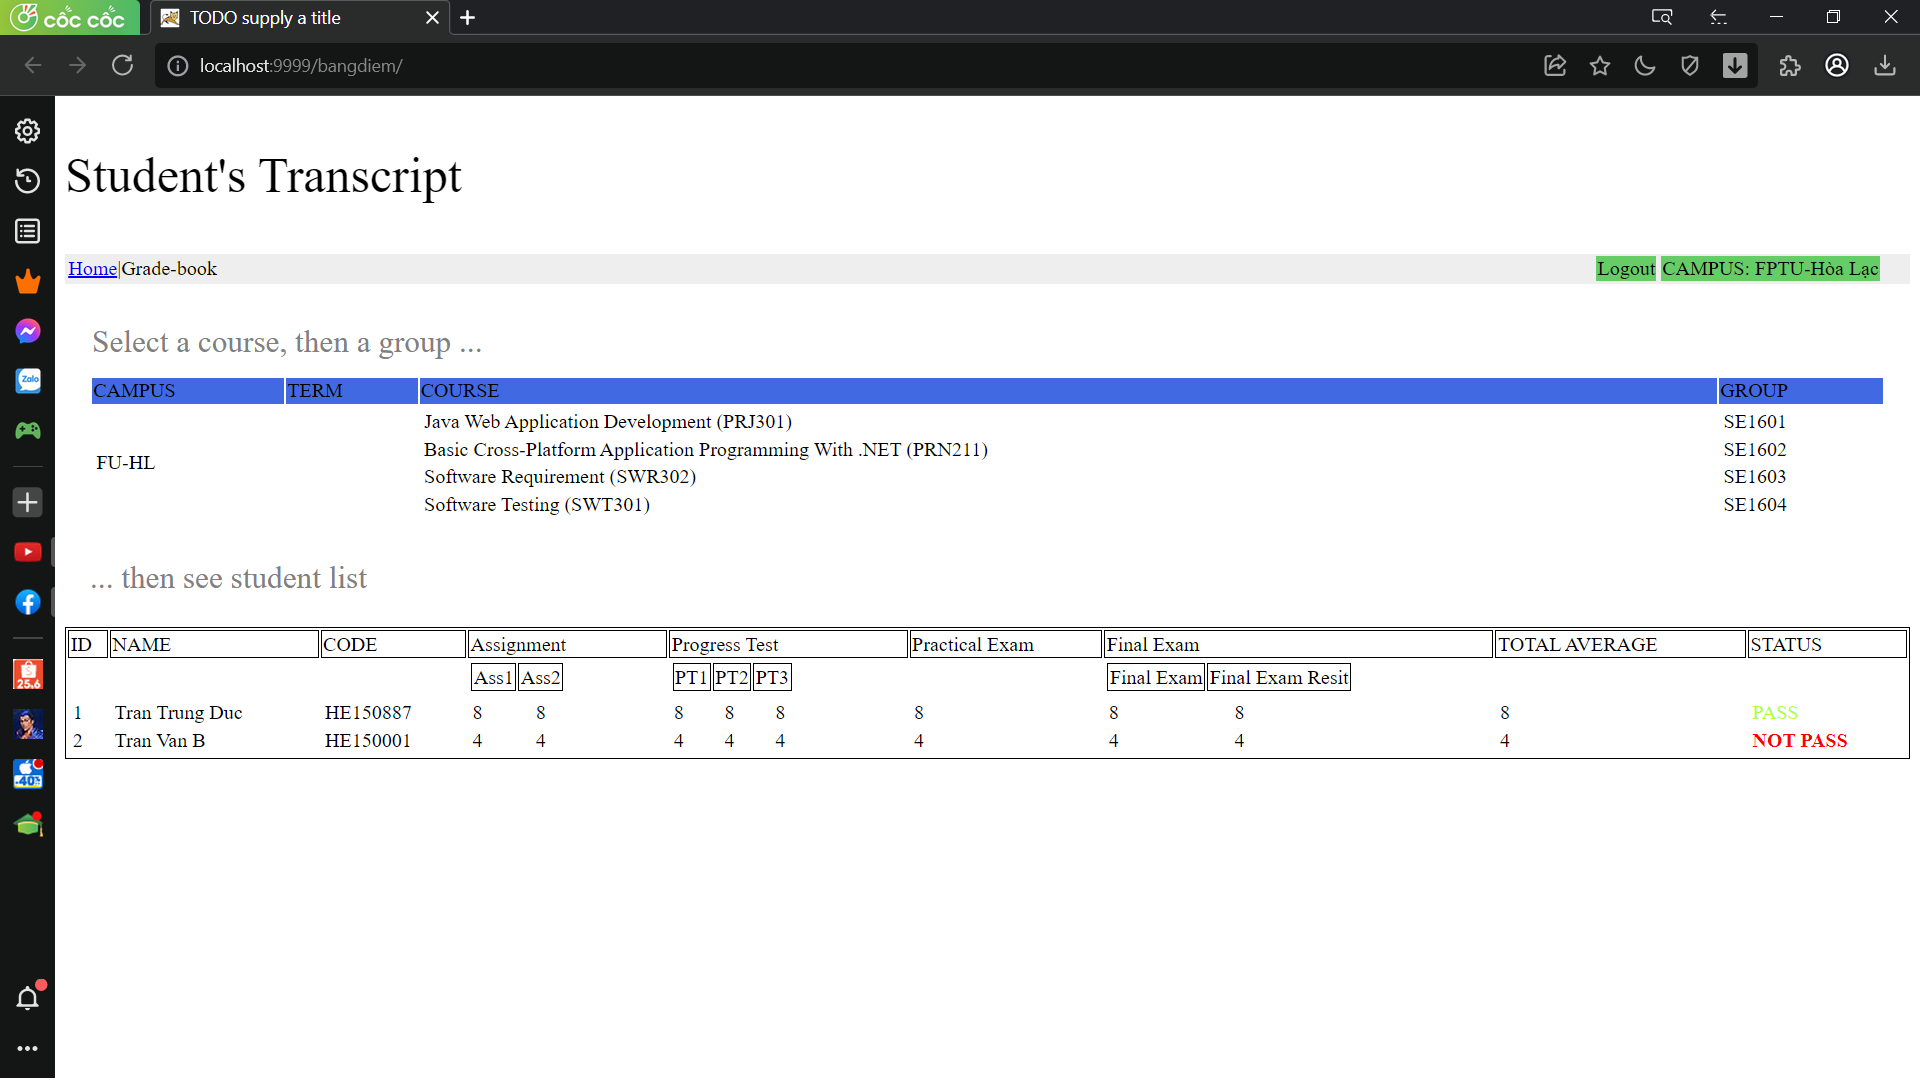 cốc cốc
TODO supply a title
localhost:9999/bangdiem/
Student's Transcript
Home|Grade-book
Logout CAMPUS: FPTU-Hòa Lạc
Select a course, then a group ...
CAMPUS TERM COURSE GROUP
Java Web Application Development (PRJ301) SE1601
Basic Cross-Platform Application Programming With .NET (PRN211) SE1602
FU-HL
Software Requirement (SWR302) SE1603
Software Testing (SWT301) SE1604
... then see student list
ID NAME CODE Assignment Progress Test Practical Exam Final Exam TOTAL AVERAGE STATUS
Ass1 Ass2 PT1 PT2 PT3 Final Exam Final Exam Resit
1 Tran Trung Duc HE150887 8 8 8 8 8 8 8 8 8 PASS
2 Tran Van B HE150001 4 4 4 4 4 4 4 4 4 NOT PASS
Zalo
25.6
-40%